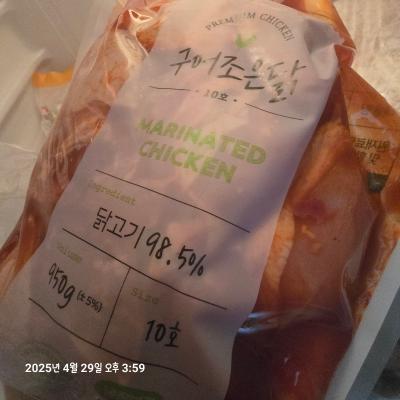 PREMIUM CHICKEN
구어조은닭
· 10호 ·
MARINATED
CHICKEN
Ingredient
닭고기 98.5%
Volume
950g (±5%)
Size
10호
2025년 4월 29일 오후 3:59